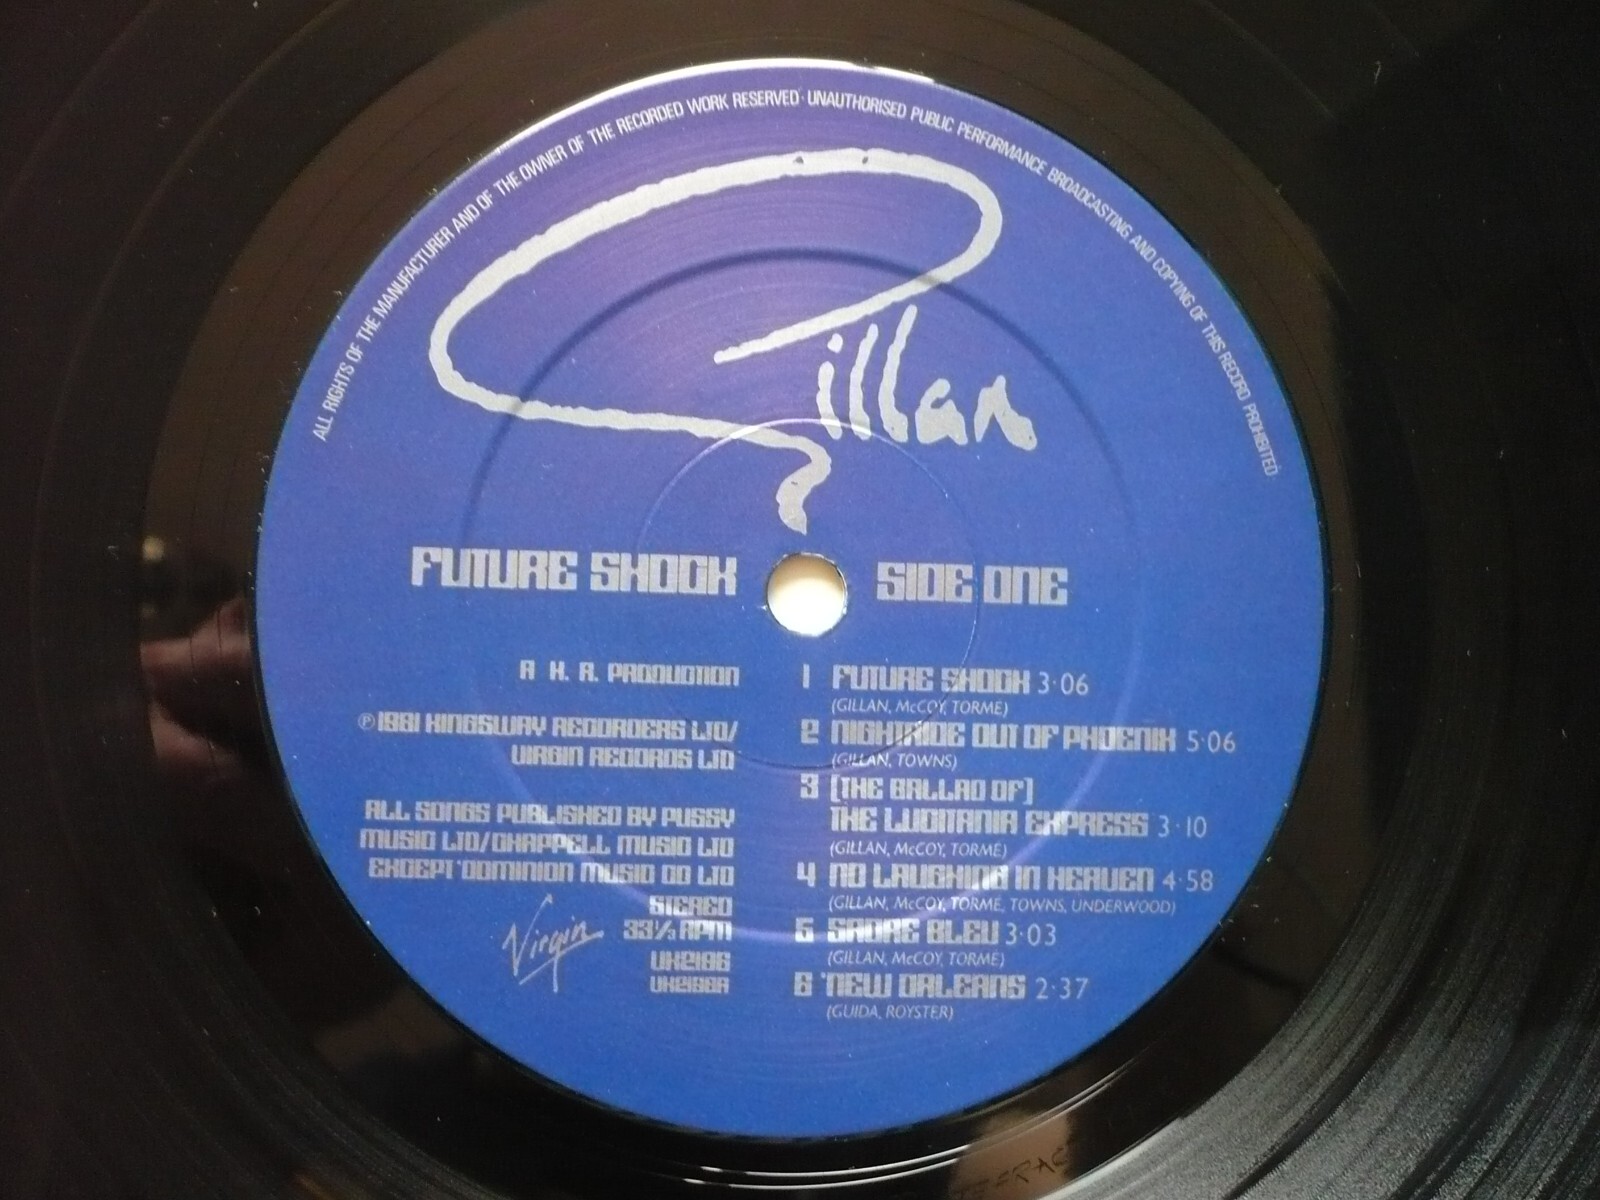 ALL RIGHTS OF THE MANUFACTURER AND OF THE OWNER OF THE RECORDED WORK RESERVED · UNAUTHORISED PUBLIC PERFORMANCE BROADCASTING AND COPYING OF THIS RECORD PROHIBITED
Gillan
FUTURE SHOCK
SIDE ONE
A K. A. PRODUCTION
℗ 1981 KINGSWAY RECORDERS LTD/
VIRGIN RECORDS LTD
ALL SONGS PUBLISHED BY PUSSY
MUSIC LTD/CHAPPELL MUSIC LTD
EXCEPT *DOMINION MUSIC CO LTD
Virgin
STEREO
33⅓ RPM
VK2186
VK2186A
1 FUTURE SHOCK 3·06
(GILLAN, McCOY, TORME)
2 NIGHTRIDE OUT OF PHOENIX 5·06
(GILLAN, TOWNS)
3 (THE BALLAD OF)
THE LUCITANIA EXPRESS 3·10
(GILLAN, McCOY, TORME)
4 NO LAUGHING IN HEAVEN 4·58
(GILLAN, McCOY, TORME, TOWNS, UNDERWOOD)
5 SACRE BLEU 3·03
(GILLAN, McCOY, TORME)
6 *NEW ORLEANS 2·37
(GUIDA, ROYSTER)